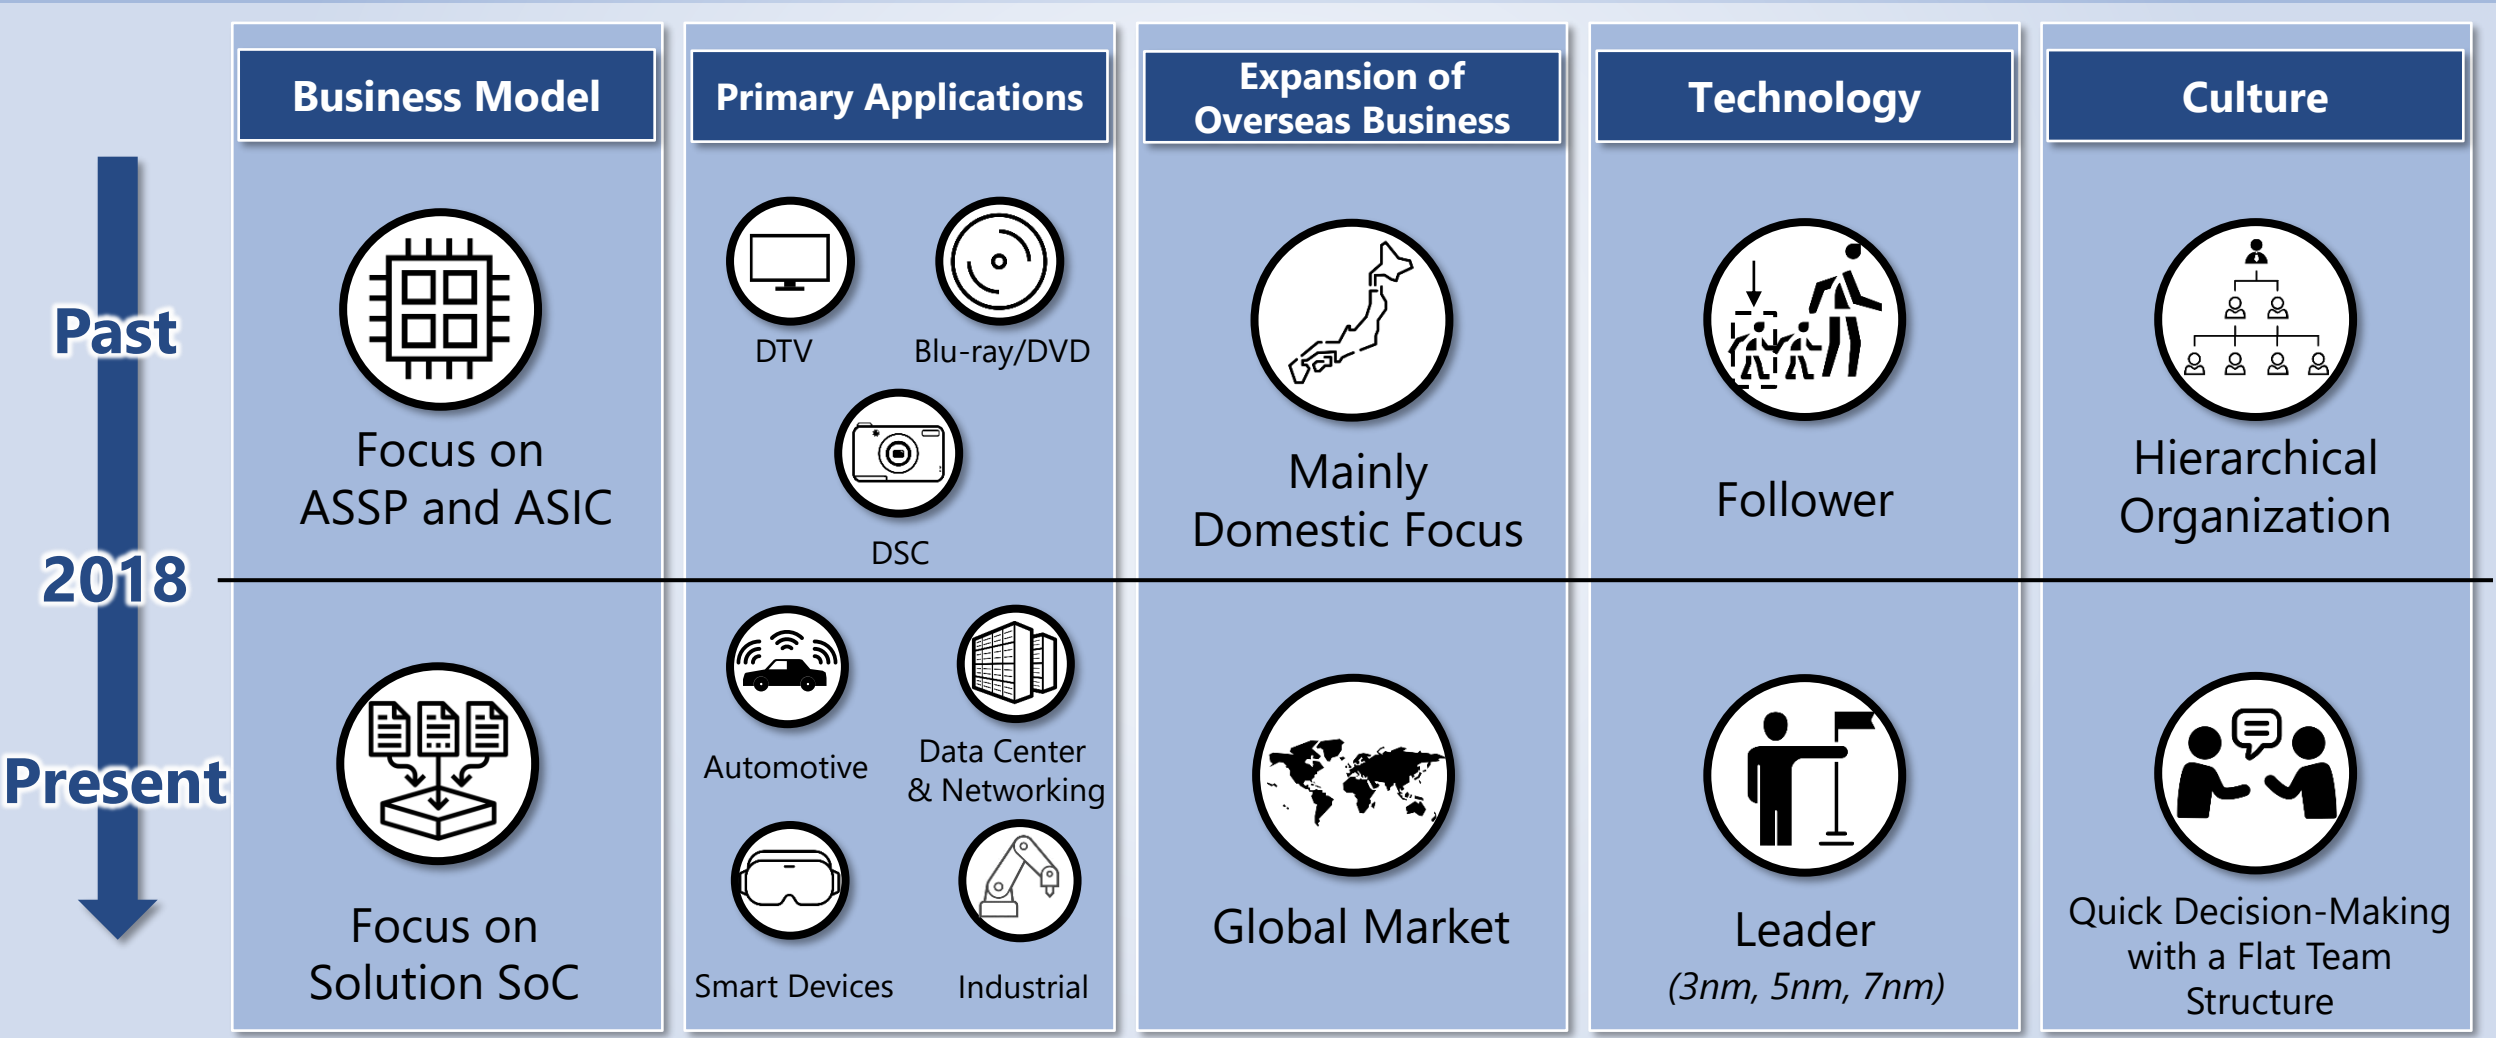 Business Model
Primary Applications
Expansion of
Overseas Business
Technology
Culture
Past
Focus on
ASSP and ASIC
DTV
Blu-ray/DVD
DSC
Mainly
Domestic Focus
Follower
Hierarchical
Organization
2018
Present
Focus on
Solution SoC
Automotive
Data Center
& Networking
Smart Devices
Industrial
Global Market
Leader
(3nm, 5nm, 7nm)
Quick Decision-Making
with a Flat Team
Structure